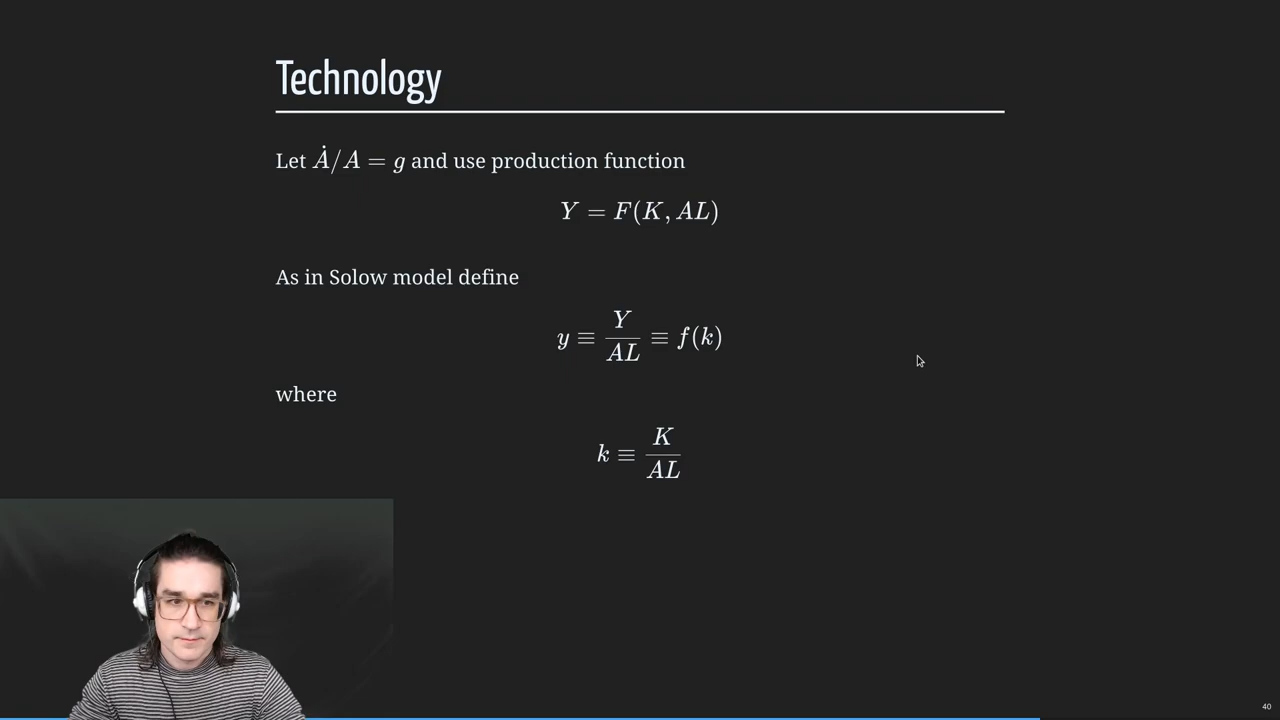 Technology
Let Ȧ/A = g and use production function
Y = F(K, AL)
As in Solow model define
y ≡ Y/AL ≡ f(k)
where
k ≡ K/AL
40